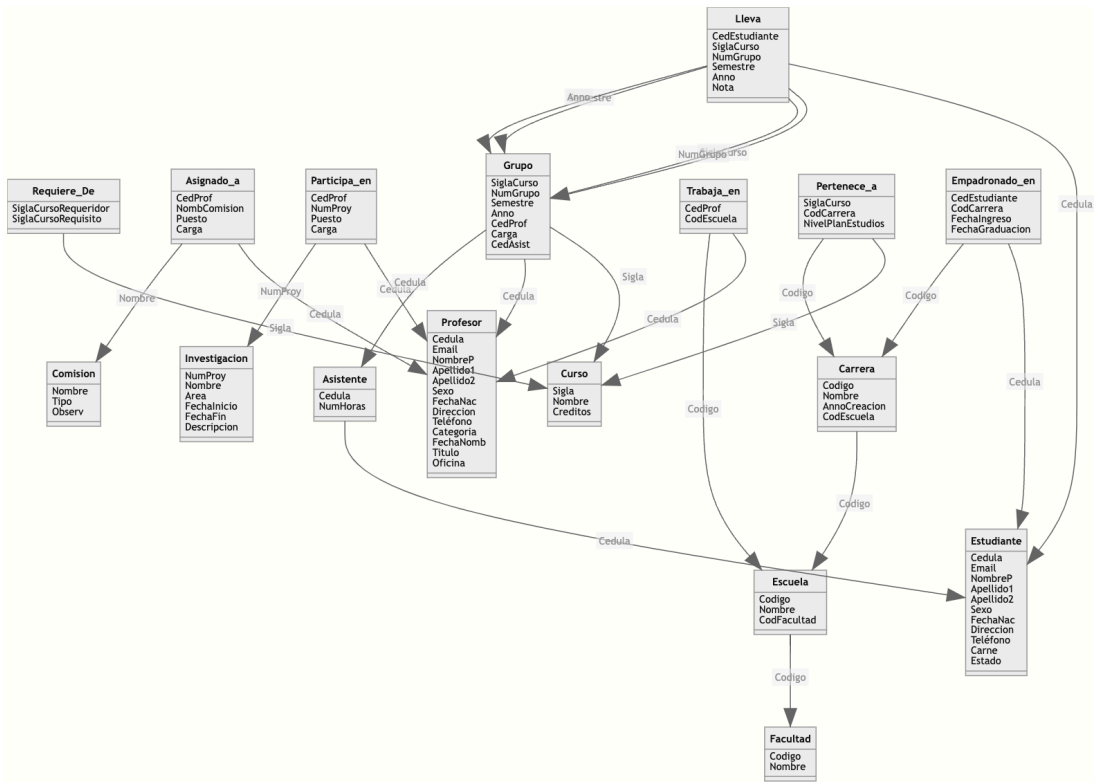 Lleva
CedEstudiante
SiglaCurso
NumGrupo
Semestre
Anno
Nota
Anno
stre
NumGrupo
urso
Grupo
SiglaCurso
NumGrupo
Semestre
Anno
CedProf
Carga
CedAsist
Requiere_De
SiglaCursoRequeridor
SiglaCursoRequisito
Asignado_a
CedProf
NombComision
Puesto
Carga
Participa_en
CedProf
NumProy
Puesto
Carga
Trabaja_en
CedProf
CodEscuela
Pertenece_a
SiglaCurso
CodCarrera
NivelPlanEstudios
Empadronado_en
CedEstudiante
CodCarrera
FechaIngreso
FechaGraduacion
Cedula
Nombre
NumProy
Cedula
Sigla
Cedula
Cedula
Cedula
Sigla
Cedula
Codigo
Sigla
Codigo
Comision
Nombre
Tipo
Observ
Investigacion
NumProy
Nombre
Area
FechaInicio
FechaFin
Descripcion
Asistente
Cedula
NumHoras
Profesor
Cedula
Email
NombreP
Apellido1
Apellido2
Sexo
FechaNac
Direccion
Teléfono
Categoria
FechaNomb
Titulo
Oficina
Curso
Sigla
Nombre
Creditos
Carrera
Codigo
Nombre
AnnoCreacion
CodEscuela
Cedula
Codigo
Codigo
Cedula
Escuela
Codigo
Nombre
CodFacultad
Estudiante
Cedula
Email
NombreP
Apellido1
Apellido2
Sexo
FechaNac
Direccion
Teléfono
Carne
Estado
Codigo
Facultad
Codigo
Nombre